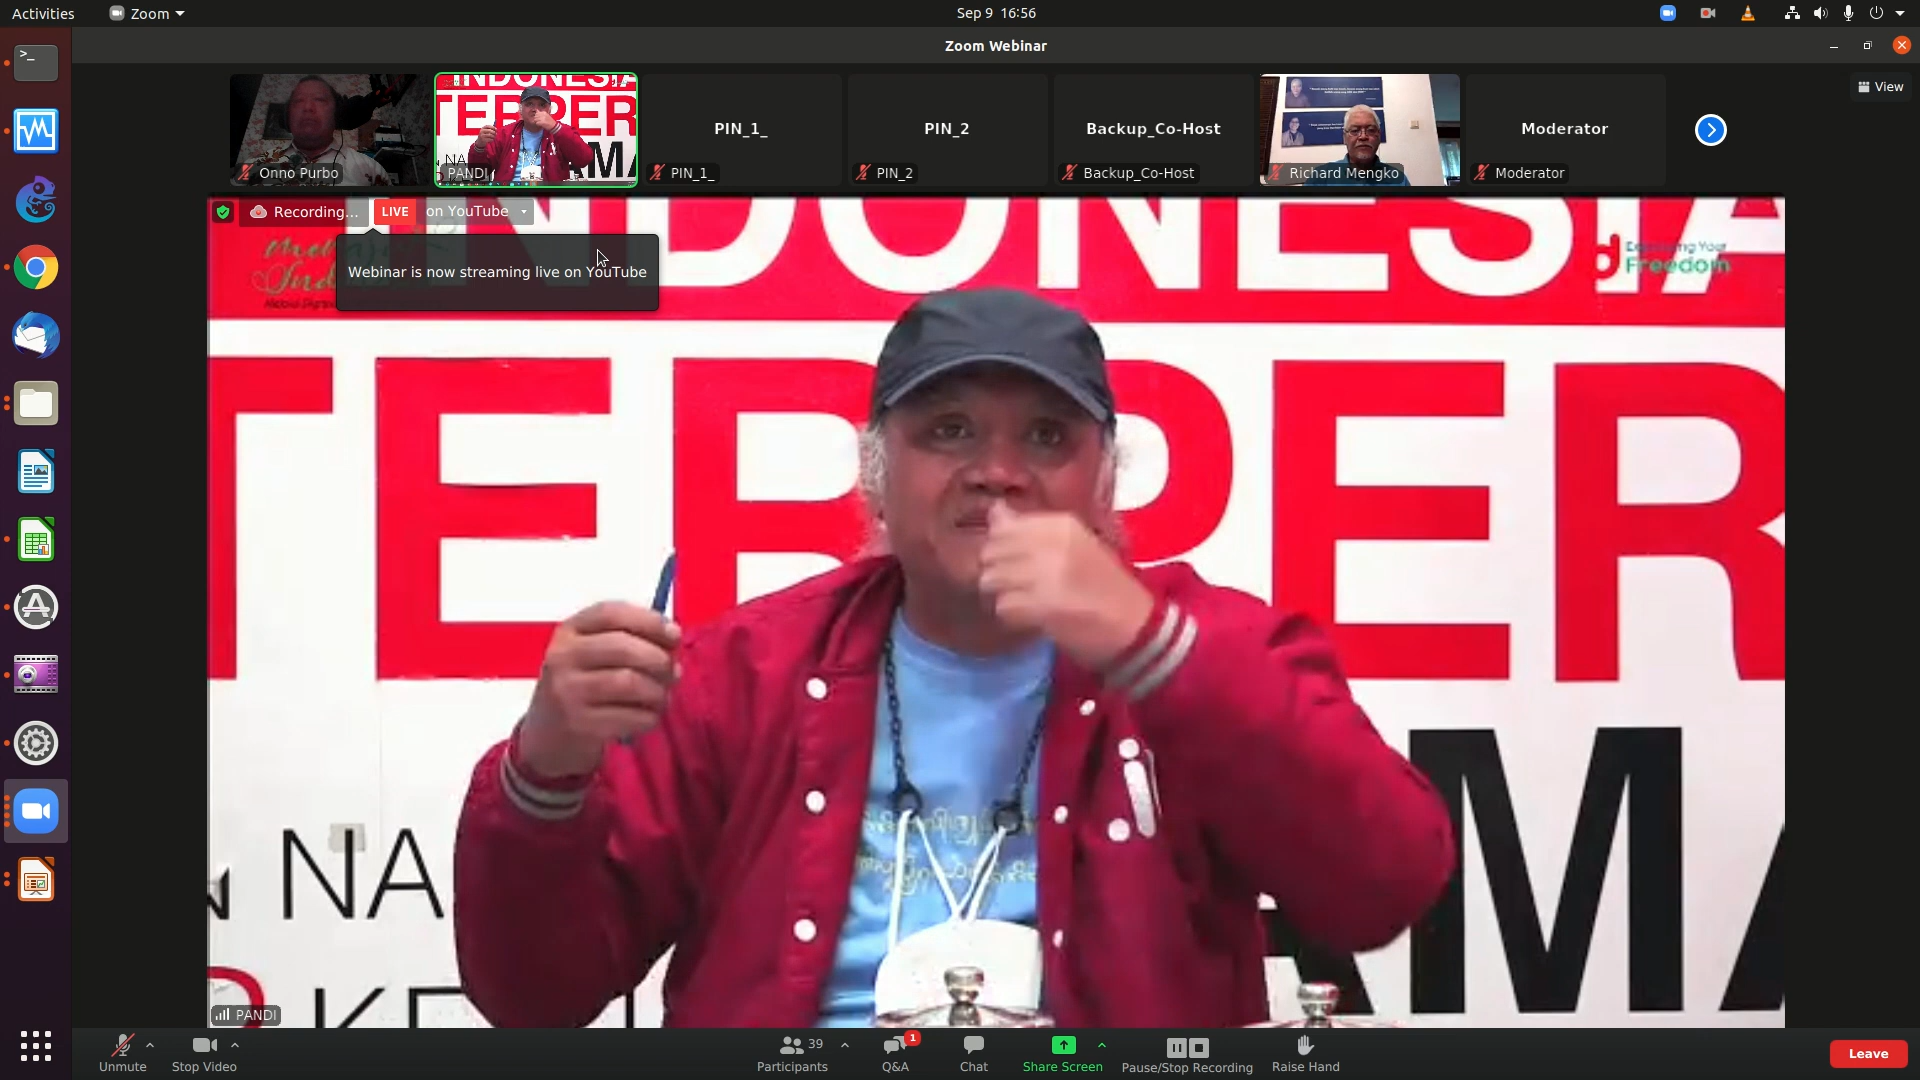 Activities
Zoom
Sep 9 16:56
Zoom Webinar
View
PIN_1_
PIN_2
Backup_Co-Host
Moderator
Onno Purbo
PANDI
PIN_1_
PIN_2
Backup_Co-Host
Richard Mengko
Moderator
Recording...
LIVE on YouTube
Webinar is now streaming live on YouTube
INDONESIA
Freedom
TERPER
NA
MA
PANDI
Unmute
Stop Video
39
Participants
1
Q&A
Chat
Share Screen
Pause/Stop Recording
Raise Hand
Leave